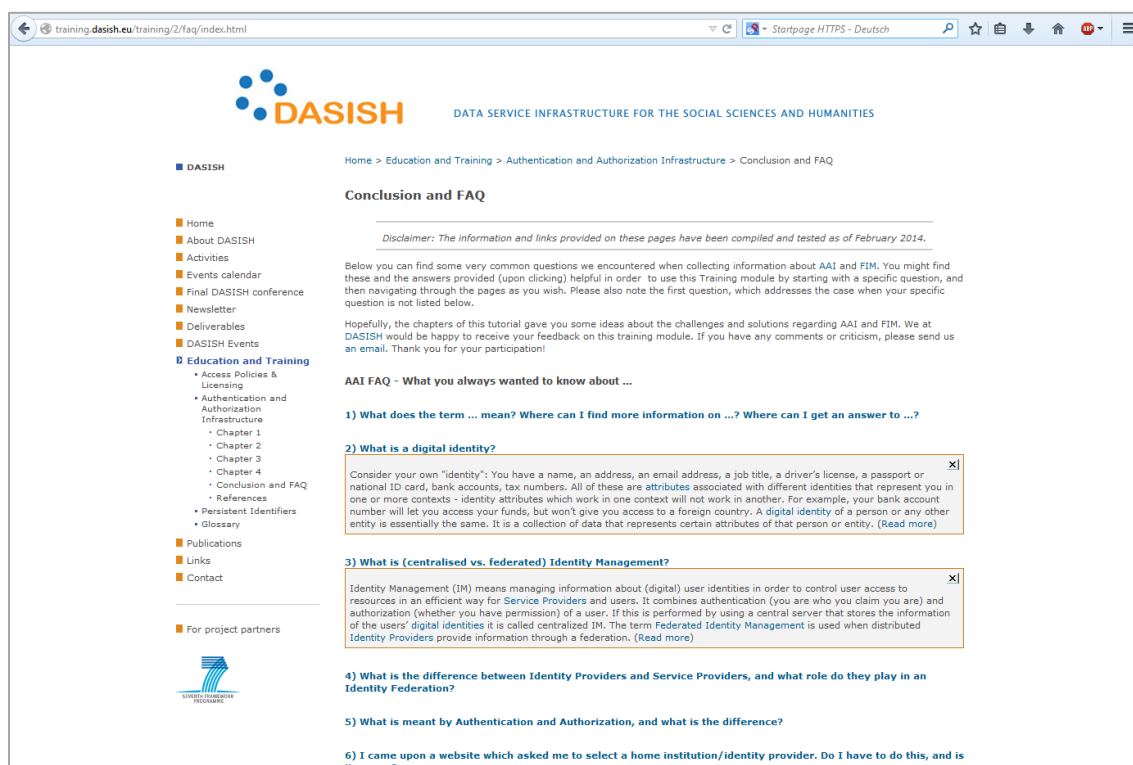 training.dasish.eu/training/2/faq/index.html
Startpage HTTPS - Deutsch
ABP
DASISH
DATA SERVICE INFRASTRUCTURE FOR THE SOCIAL SCIENCES AND HUMANITIES
DASISH
Home
About DASISH
Activities
Events calendar
Final DASISH conference
Newsletter
Deliverables
DASISH Events
Education and Training
Access Policies &
Licensing
Authentication and
Authorization
Infrastructure
Chapter 1
Chapter 2
Chapter 3
Chapter 4
Conclusion and FAQ
References
Persistent Identifiers
Glossary
Publications
Links
Contact
For project partners
SEVENTH FRAMEWORK
PROGRAMME
Home > Education and Training > Authentication and Authorization Infrastructure > Conclusion and FAQ
Conclusion and FAQ
Disclaimer: The information and links provided on these pages have been compiled and tested as of February 2014.
Below you can find some very common questions we encountered when collecting information about AAI and FIM. You might find
these and the answers provided (upon clicking) helpful in order to use this Training module by starting with a specific question, and
then navigating through the pages as you wish. Please also note the first question, which addresses the case when your specific
question is not listed below.
Hopefully, the chapters of this tutorial gave you some ideas about the challenges and solutions regarding AAI and FIM. We at
DASISH would be happy to receive your feedback on this training module. If you have any comments or criticism, please send us
an email. Thank you for your participation!
AAI FAQ - What you always wanted to know about ...
1) What does the term ... mean? Where can I find more information on ...? Where can I get an answer to ...?
2) What is a digital identity?
X
Consider your own "identity": You have a name, an address, an email address, a job title, a driver's license, a passport or
national ID card, bank accounts, tax numbers. All of these are attributes associated with different identities that represent you in
one or more contexts - identity attributes which work in one context will not work in another. For example, your bank account
number will let you access your funds, but won't give you access to a foreign country. A digital identity of a person or any other
entity is essentially the same. It is a collection of data that represents certain attributes of that person or entity. (Read more)
3) What is (centralised vs. federated) Identity Management?
X
Identity Management (IM) means managing information about (digital) user identities in order to control user access to
resources in an efficient way for Service Providers and users. It combines authentication (you are who you claim you are) and
authorization (whether you have permission) of a user. If this is performed by using a central server that stores the information
of the users' digital identities it is called centralized IM. The term Federated Identity Management is used when distributed
Identity Providers provide information through a federation. (Read more)
4) What is the difference between Identity Providers and Service Providers, and what role do they play in an
Identity Federation?
5) What is meant by Authentication and Authorization, and what is the difference?
6) I came upon a website which asked me to select a home institution/identity provider. Do I have to do this, and is